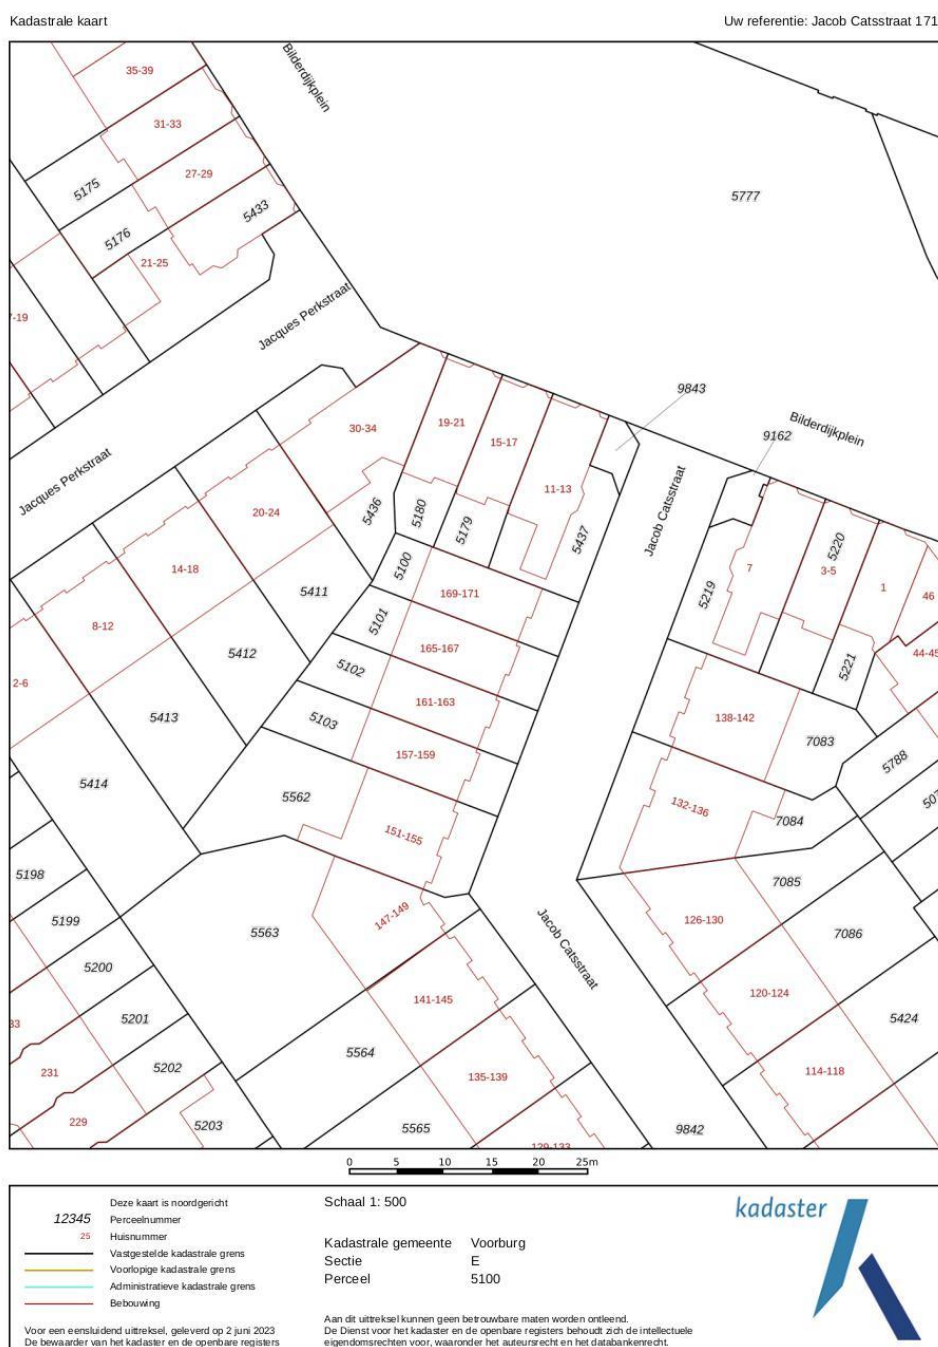 Kadastrale kaart
Uw referentie: Jacob Catsstraat 171
Bilderdijkplein
35-39
31-33
27-29
5175
5176
5433
21-25
5777
-19
Jacques Perkstraat
9843
Bilderdijkplein
9162
30-34
19-21
15-17
11-13
Jacques Perkstraat
20-24
5436
5180
5179
5437
Jacob Catsstraat
14-18
5411
5100
169-171
5219
7
5220
3-5
1
46
8-12
5412
5101
165-167
5221
44-45
2-6
5413
5102
161-163
138-142
7083
5103
157-159
5788
5414
5562
151-155
132-136
7084
5198
7085
5199
5563
147-149
Jacob Catsstraat
126-130
7086
5200
141-145
120-124
33
5201
5424
5564
231
5202
135-139
114-118
229
5203
5565
129-133
9842
0 5 10 15 20 25m
Deze kaart is noordgericht
12345 Perceelnummer
25 Huisnummer
Vastgestelde kadastrale grens
Voorlopige kadastrale grens
Administratieve kadastrale grens
Bebouwing
Voor een eensluidend uittreksel, geleverd op 2 juni 2023
De bewaarder van het kadaster en de openbare registers
Schaal 1: 500
Kadastrale gemeente Voorburg
Sectie E
Perceel 5100
Aan dit uittreksel kunnen geen betrouwbare maten worden ontleend.
De Dienst voor het kadaster en de openbare registers behoudt zich de intellectuele
eigendomsrechten voor, waaronder het auteursrecht en het databankenrecht.
kadaster